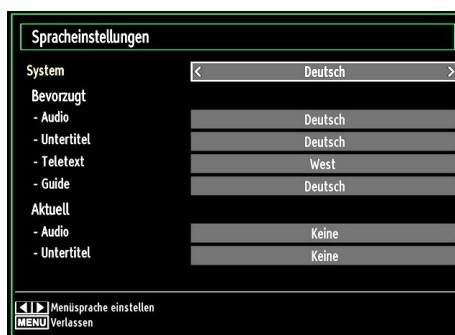 Spracheinstellungen
System < Deutsch >
Bevorzugt
- Audio Deutsch
- Untertitel Deutsch
- Teletext West
- Guide Deutsch
Aktuell
- Audio Keine
- Untertitel Keine
Menüsprache einstellen
MENU Verlassen